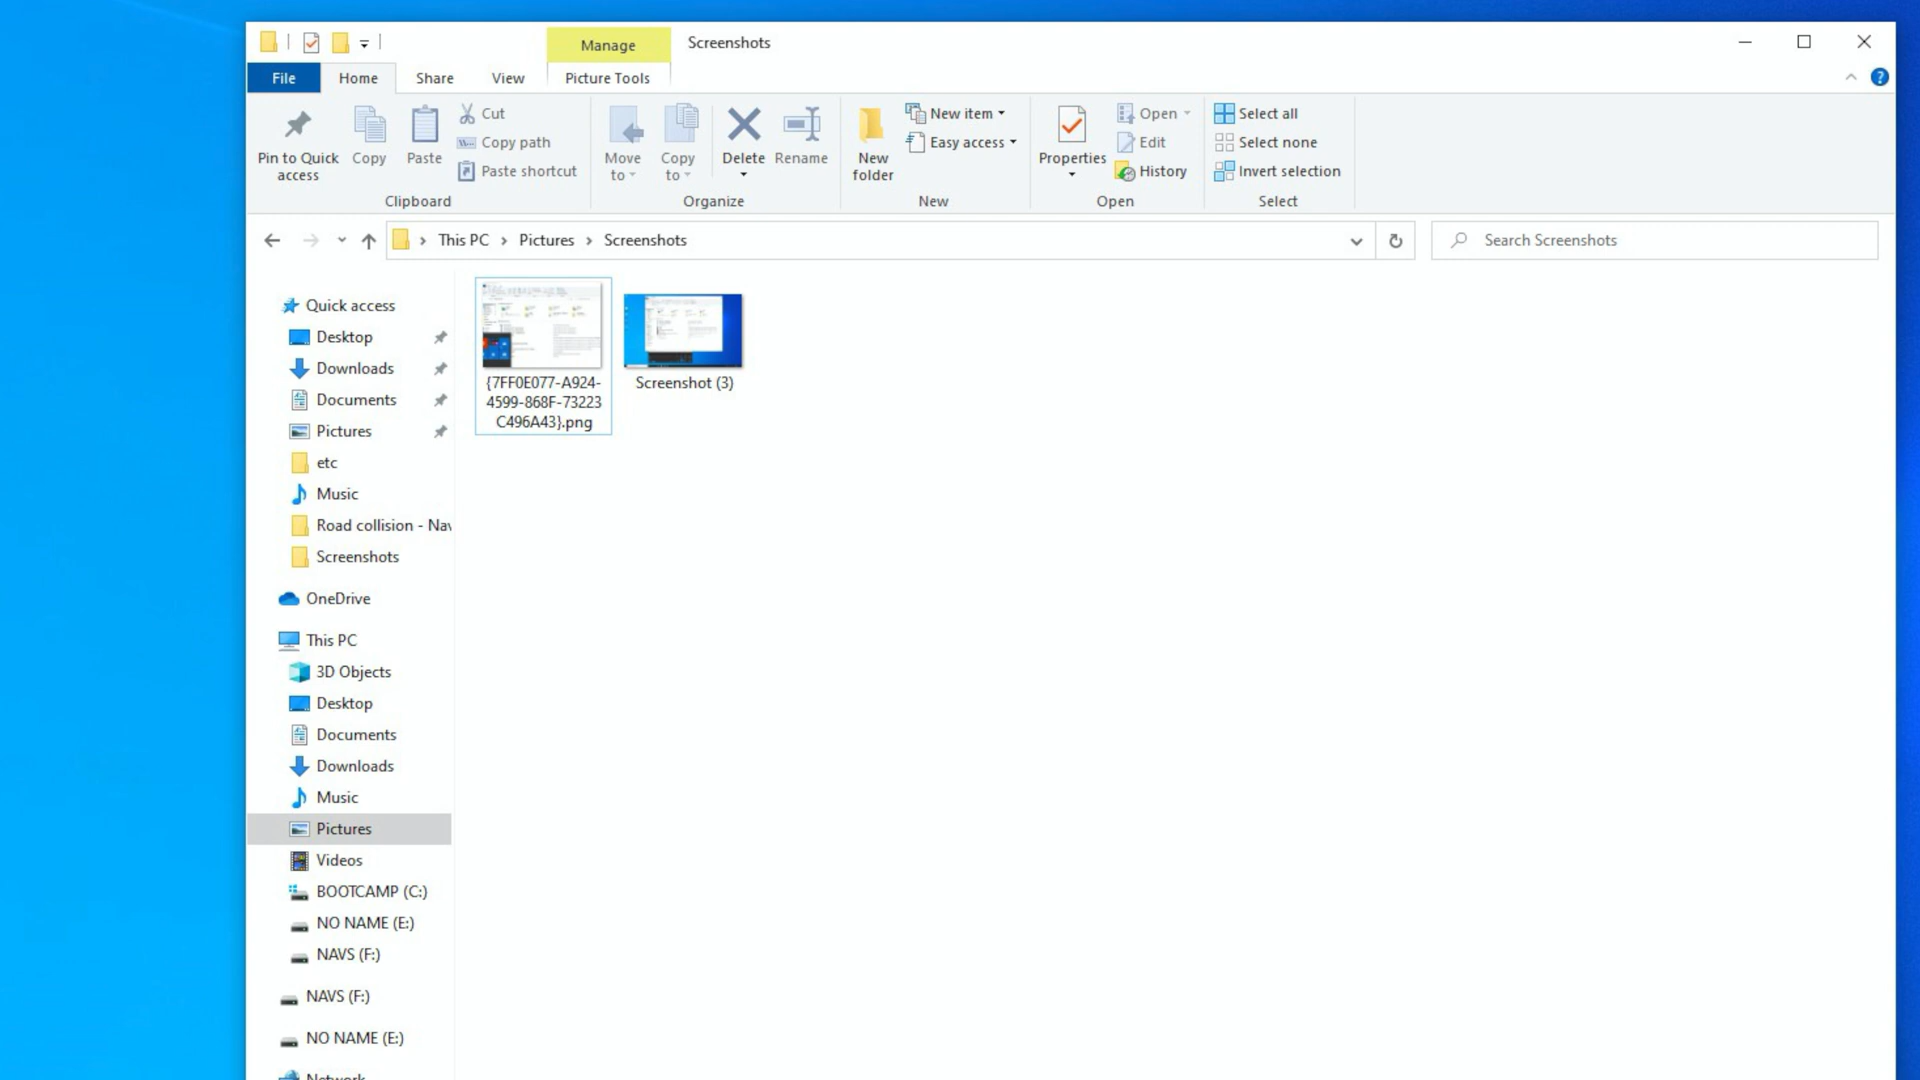 Manage
Screenshots
File
Home
Share
View
Picture Tools
Pin to Quick
access
Copy
Paste
Cut
Copy path
Paste shortcut
Clipboard
Move
to
Copy
to
Delete
Rename
Organize
New
folder
New item
Easy access
New
Properties
Open
Edit
History
Open
Select all
Select none
Invert selection
Select
This PC
Pictures
Screenshots
Search Screenshots
Quick access
Desktop
Downloads
Documents
Pictures
etc
Music
Road collision - Nav
Screenshots
OneDrive
This PC
3D Objects
Desktop
Documents
Downloads
Music
Pictures
Videos
BOOTCAMP (C:)
NO NAME (E:)
NAVS (F:)
NAVS (F:)
NO NAME (E:)
Network
{7FF0E077-A924-
4599-868F-73223
C496A43}.png
Screenshot (3)